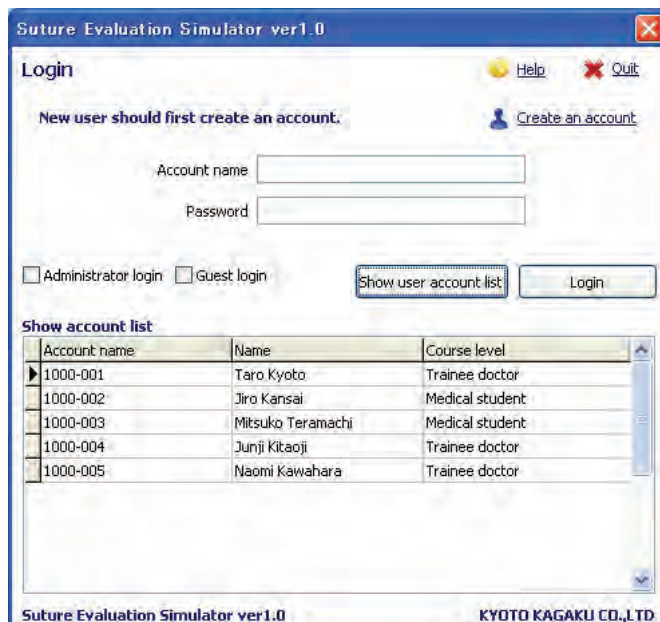 Suture Evaluation Simulator ver1.0
Login Help Quit
New user should first create an account. Create an account
Account name
Password
Administrator login Guest login Show user account list Login
Show account list
Account name Name Course level
1000-001 Taro Kyoto Trainee doctor
1000-002 Jiro Kansai Medical student
1000-003 Mitsuko Teramachi Medical student
1000-004 Junji Kitaoji Trainee doctor
1000-005 Naomi Kawahara Trainee doctor
Suture Evaluation Simulator ver1.0 KYOTO KAGAKU CO.,LTD